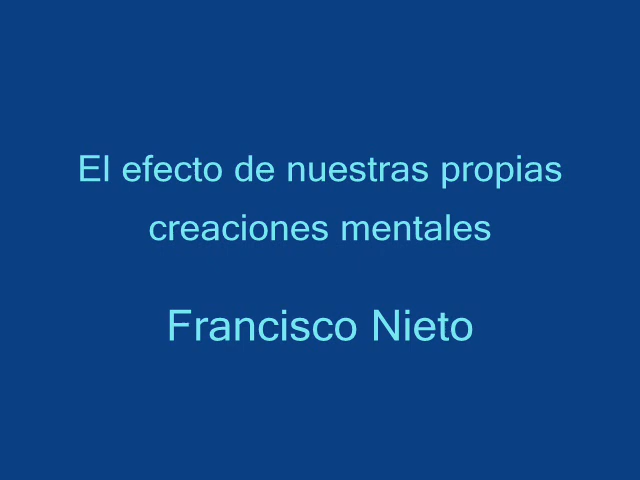 El efecto de nuestras propias
creaciones mentales
Francisco Nieto